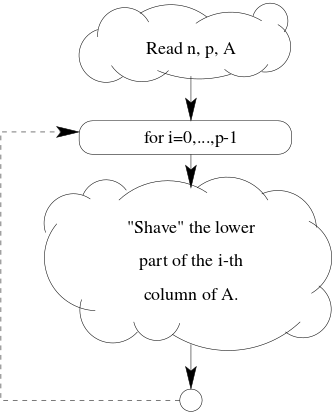 Read n, p, A
for i=0,...,p-1
"Shave" the lower
part of the i-th
column of A.